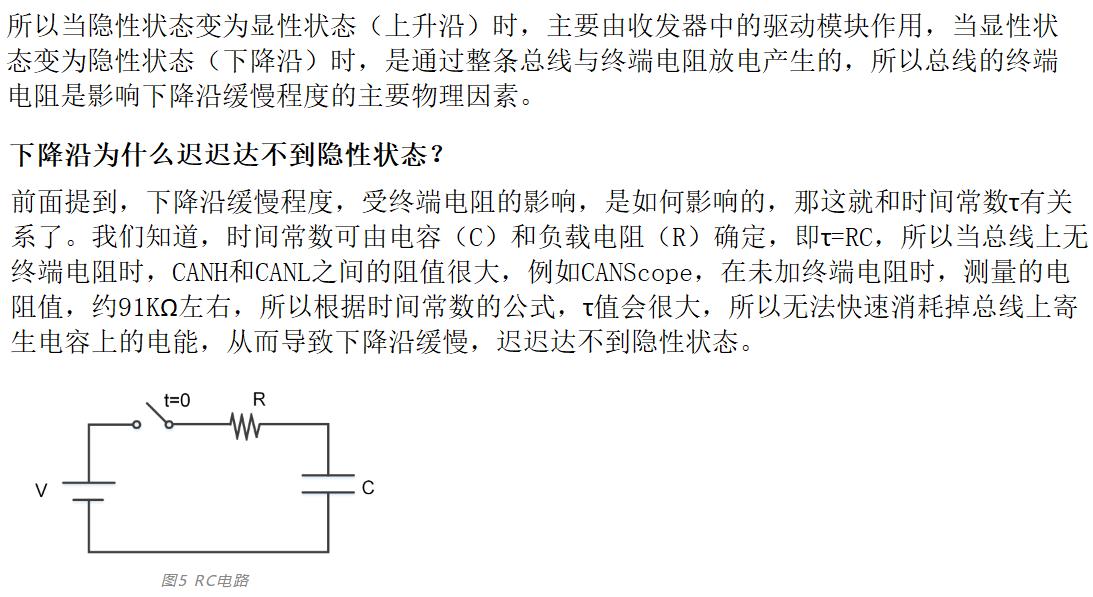 所以当隐性状态变为显性状态（上升沿）时，主要由收发器中的驱动模块作用，当显性状
态变为隐性状态（下降沿）时，是通过整条总线与终端电阻放电产生的，所以总线的终端
电阻是影响下降沿缓慢程度的主要物理因素。
下降沿为什么迟迟达不到隐性状态？
前面提到，下降沿缓慢程度，受终端电阻的影响，是如何影响的，那这就和时间常数τ有关
系了。我们知道，时间常数可由电容（C）和负载电阻（R）确定，即τ=RC，所以当总线上无
终端电阻时，CANH和CANL之间的阻值很大，例如CANScope，在未加终端电阻时，测量的电
阻值，约91KΩ左右，所以根据时间常数的公式，τ值会很大，所以无法快速消耗掉总线上寄
生电容上的电能，从而导致下降沿缓慢，迟迟达不到隐性状态。
t=0
R
V
C
图5 RC电路